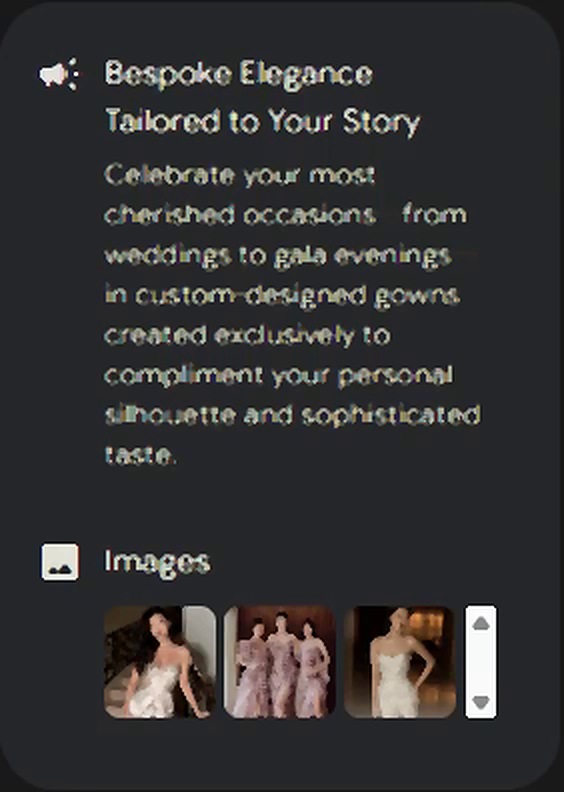 Bespoke Elegance
Tailored to Your Story
Celebrate your most
cherished occasions from
weddings to gala evenings
in custom-designed gowns
created exclusively to
compliment your personal
silhouette and sophisticated
taste.
Images